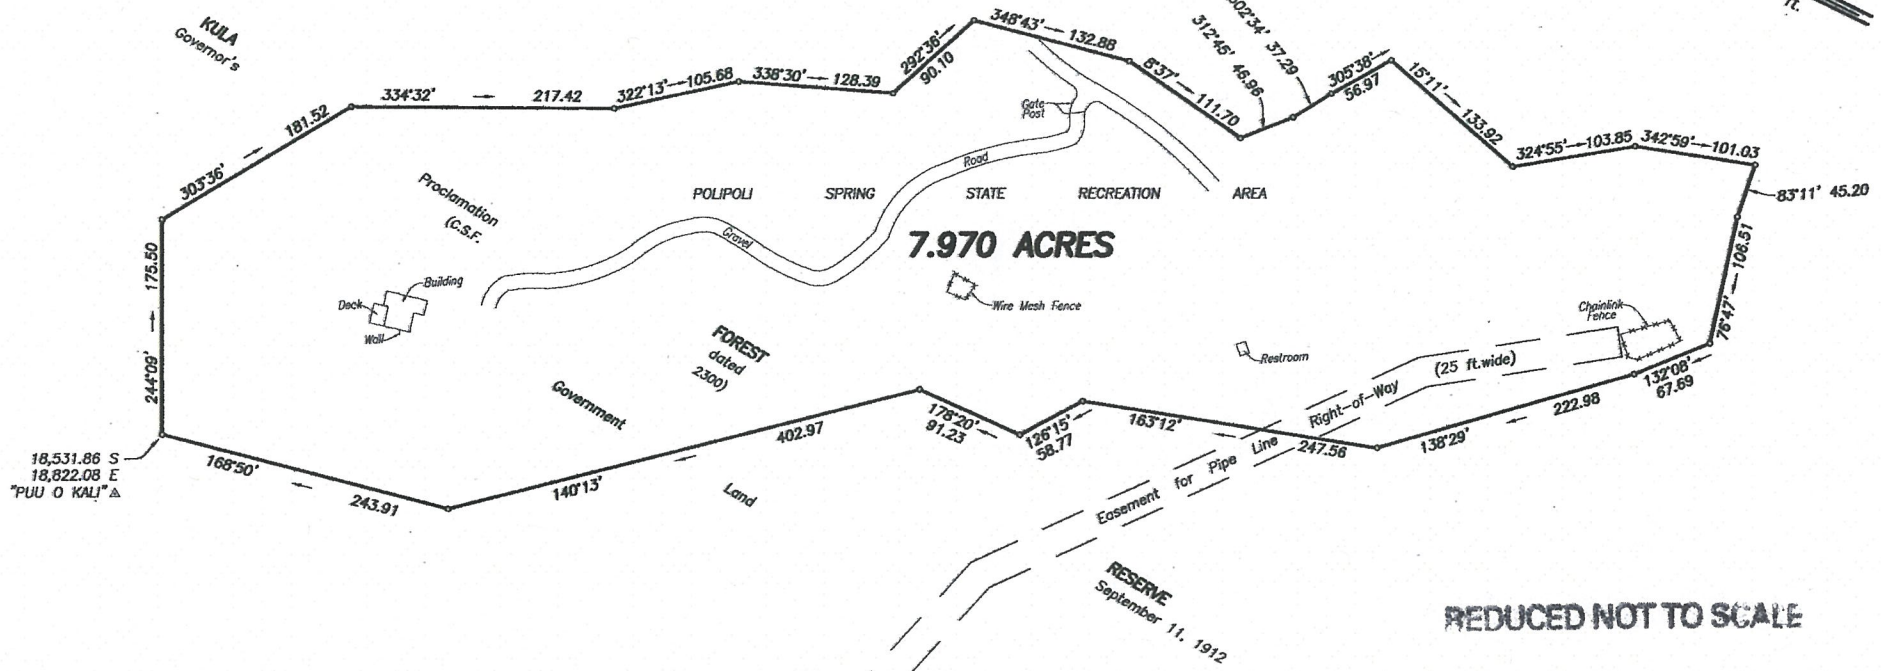 KULA
Governor's
303°36' → 181.52
334°32' → 217.42
322°13' → 105.68
338°30' → 128.39
292°36' →
90.10
348°43' → 132.88
8°37' → 111.70
312°45' 46.96
302°34' 37.29
305°38' →
56.97
15°11' → 133.92
324°55' → 103.85
342°59' → 101.03
83°11' 45.20
76°47' → 106.51
ft.
Gate
Post
Road
Gravel
Proclamation
(C.S.F.
POLIPOLI SPRING STATE RECREATION AREA
7.970 ACRES
Building
Deck
Wall
Wire Mesh Fence
Chainlink
Fence
Restroom
FOREST
dated
2300)
Government
Land
244°09' → 175.50
18,531.86 S
18,822.08 E
"PUU O KALI"
168°50' ← 243.91
140°13' ← 402.97
178°20' ←
91.23
126°15' ←
58.77
163°12' ← 247.56
138°29' ← 222.98
132°08' ←
67.69
Easement for Pipe Line Right-of-Way (25 ft.wide)
RESERVE
September 11, 1912
REDUCED NOT TO SCALE